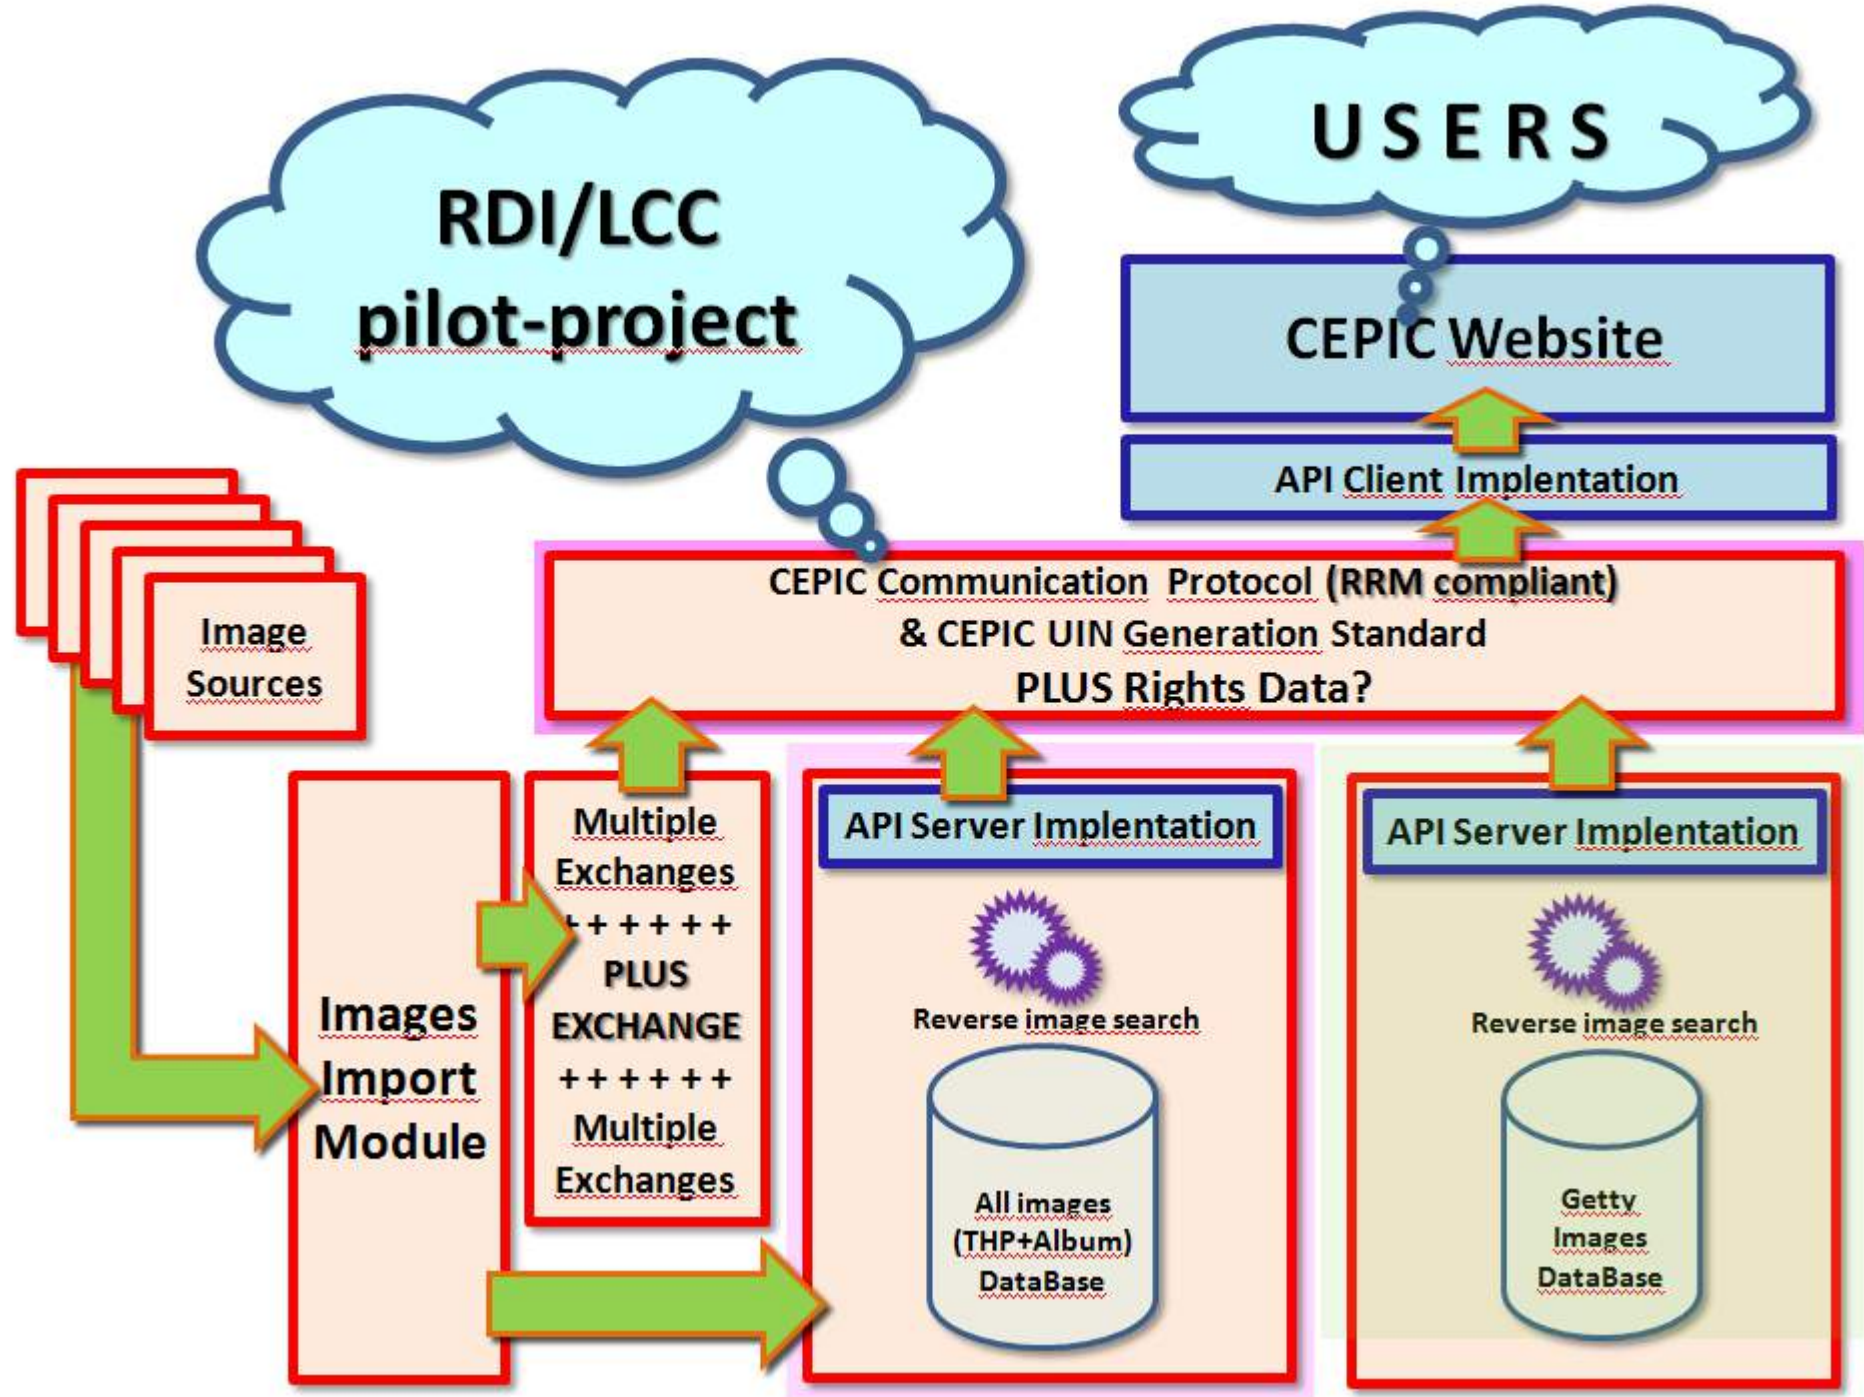 RDI/LCC
pilot-project
U S E R S
CEPIC Website
API Client Implentation
CEPIC Communication Protocol (RRM compliant)
& CEPIC UIN Generation Standard
PLUS Rights Data?
Image
Sources
Images
Import
Module
Multiple
Exchanges
+ + + + + +
PLUS
EXCHANGE
+ + + + + +
Multiple
Exchanges
API Server Implentation
Reverse image search
All images
(THP+Album)
DataBase
API Server Implentation
Reverse image search
Getty
Images
DataBase